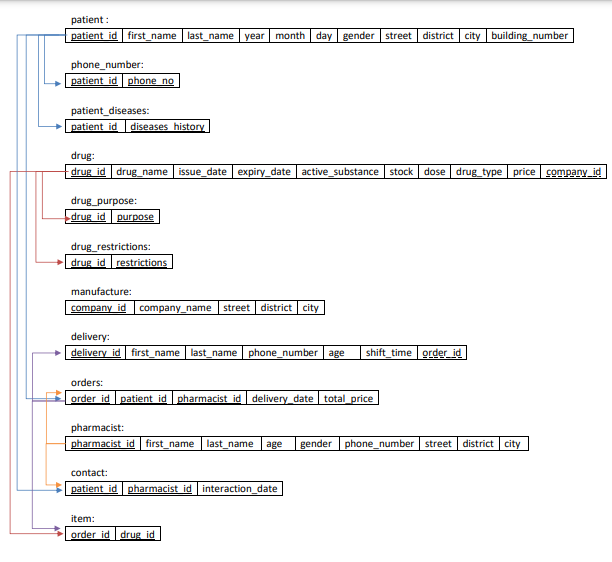 patient :
patient_id first_name last_name year month day gender street district city building_number
phone_number:
patient_id phone_no
patient_diseases:
patient_id diseases_history
drug:
drug_id drug_name issue_date expiry_date active_substance stock dose drug_type price company_id
drug_purpose:
drug_id purpose
drug_restrictions:
drug_id restrictions
manufacture:
company_id company_name street district city
delivery:
delivery_id first_name last_name phone_number age shift_time order_id
orders:
order_id patient_id pharmacist_id delivery_date total_price
pharmacist:
pharmacist_id first_name last_name age gender phone_number street district city
contact:
patient_id pharmacist_id interaction_date
item:
order_id drug_id